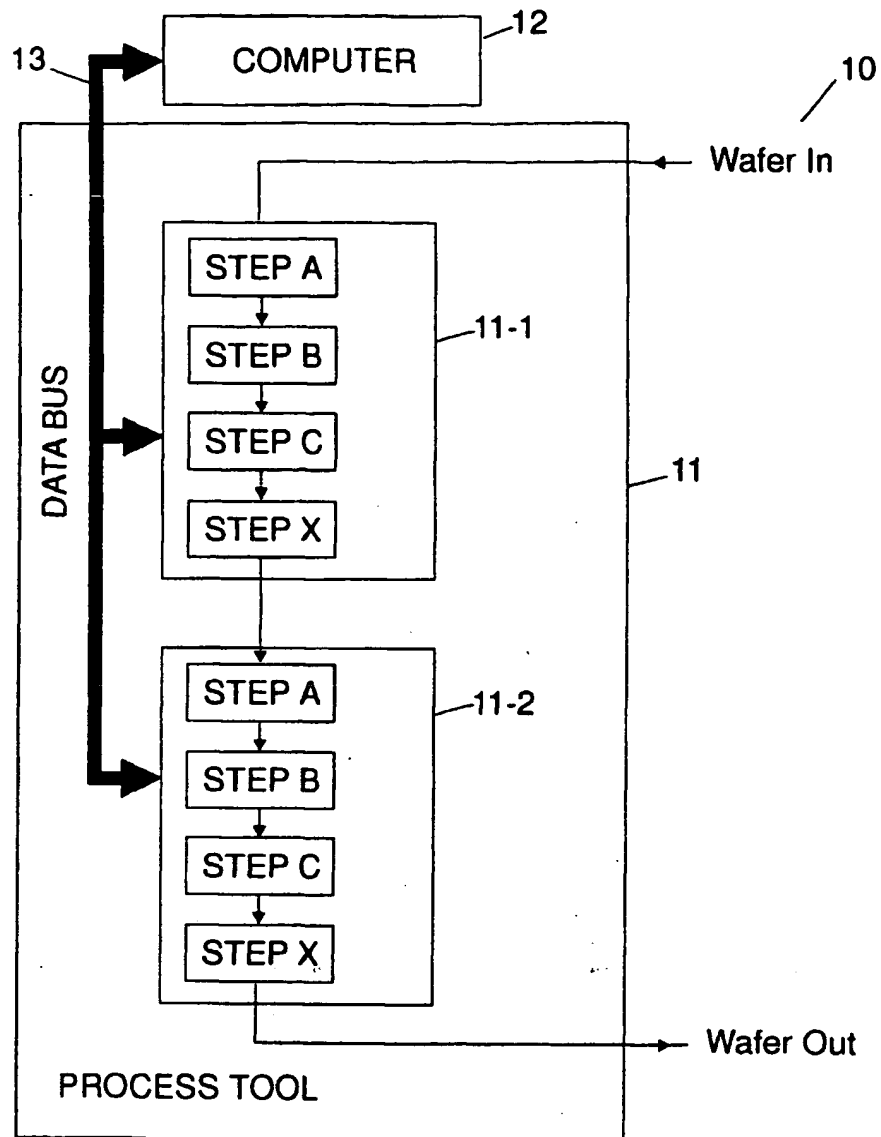 12
13
COMPUTER
10
Wafer In
STEP A
11-1
STEP B
STEP C
DATA BUS
11
STEP X
STEP A
11-2
STEP B
STEP C
STEP X
Wafer Out
PROCESS TOOL